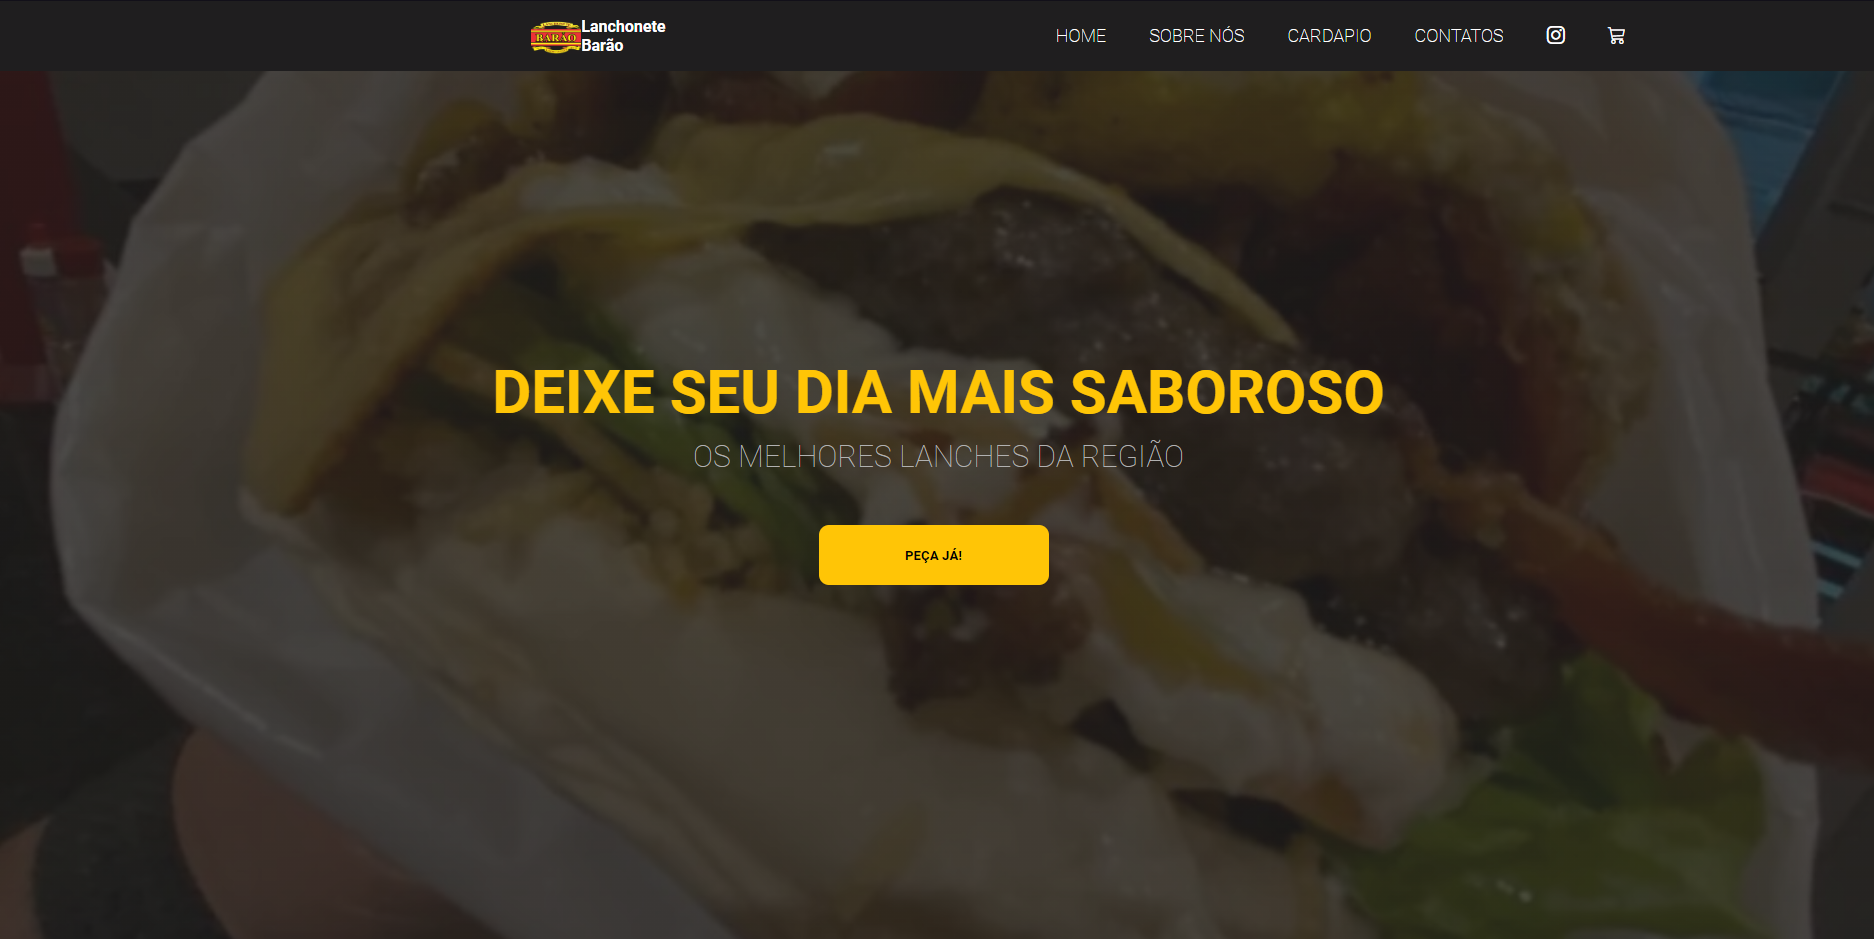 BARÃO
Lanchonete
Barão
HOME SOBRE NÓS CARDAPIO CONTATOS
DEIXE SEU DIA MAIS SABOROSO
OS MELHORES LANCHES DA REGIÃO
PEÇA JÁ!